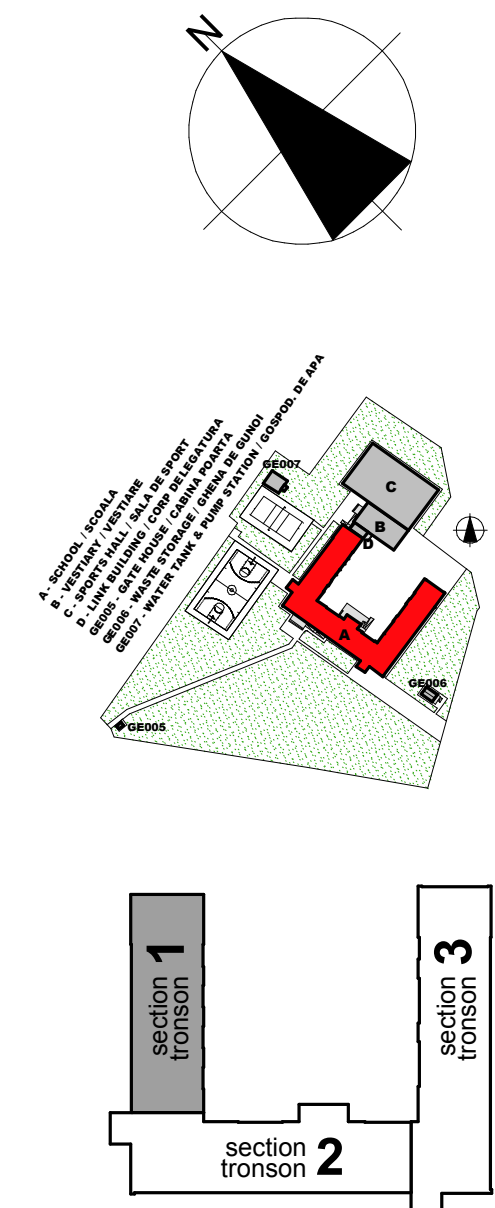 N
A - SCHOOL / SCOALA
B - VESTIARY / VESTIARE
C - SPORTS HALL / SALA DE SPORT
D - LINK BUILDING / CORP DELEGATURA
GE005 - GATE HOUSE / CABINA POARTA
GE006 - WASTE STORAGE / GHENA DE GUNOI
GE007 - WATER TANK & PUMP STATION / GOSPOD. DE APA
GE007
C
B
D
A
GE006
GE005
section
tronson 1
section
tronson 3
section
tronson 2